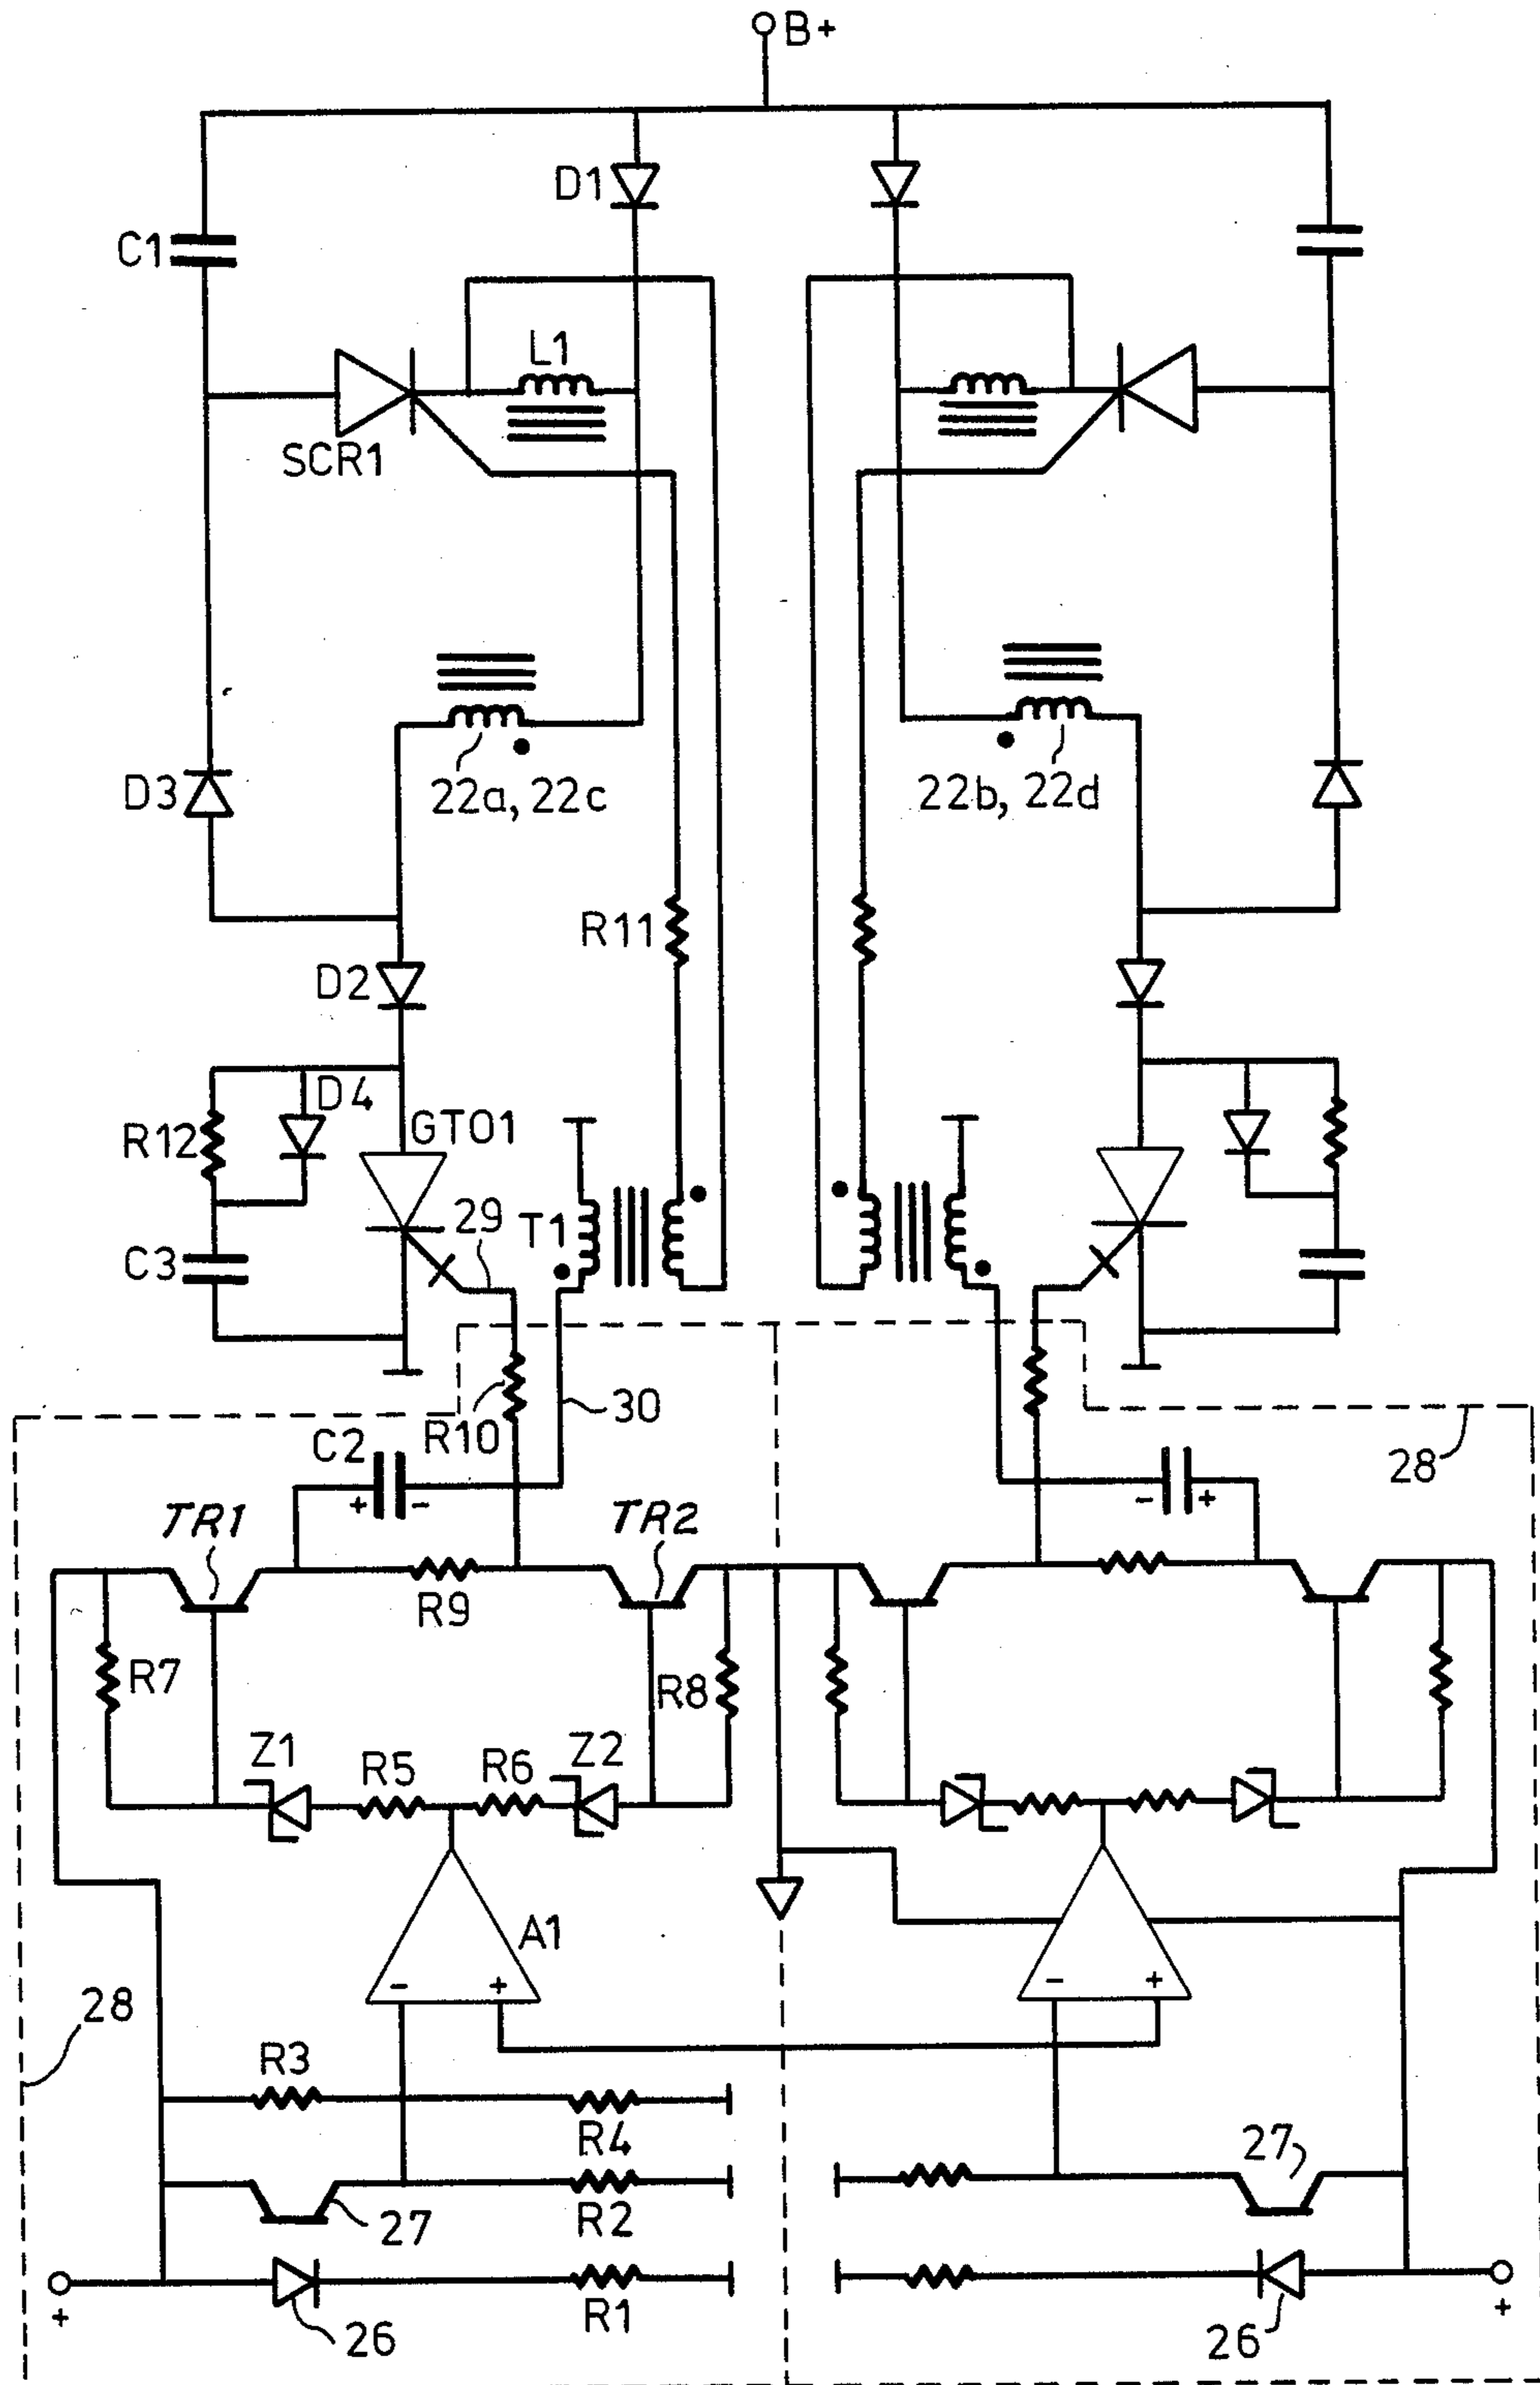 B+
D1
C1
L1
SCR1
D3
22a, 22c
22b, 22d
R11
D2
D4
R12
GTO1
29
T1
C3
30
R10
C2
28
+ -
- +
TR1
TR2
R9
R7
R8
Z1
R5
R6
Z2
A1
- +
- +
28
R3
R4
27
27
R2
+
26
R1
26
+